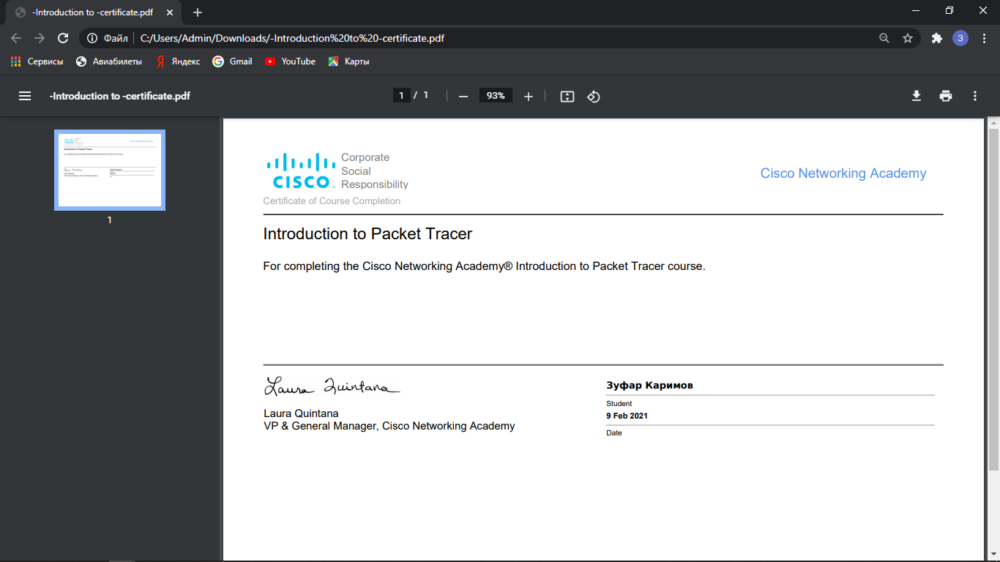 -Introduction to -certificate.pdf
Файл C:/Users/Admin/Downloads/-Introduction%20to%20-certificate.pdf
З
Сервисы Авиабилеты Яндекс Gmail YouTube Карты
-Introduction to -certificate.pdf
1 / 1
93%
1
CISCO
Corporate
Social
Responsibility
Certificate of Course Completion
Cisco Networking Academy
Introduction to Packet Tracer
For completing the Cisco Networking Academy® Introduction to Packet Tracer course.
Laura Quintana
Laura Quintana
VP & General Manager, Cisco Networking Academy
Зуфар Каримов
Student
9 Feb 2021
Date